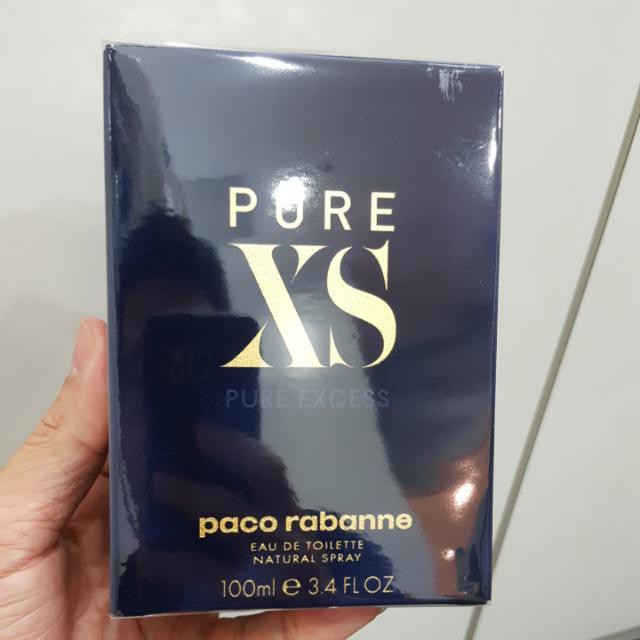 PURE
XS
PURE EXCESS
paco rabanne
EAU DE TOILETTE
NATURAL SPRAY
100ml e 3.4 FL OZ